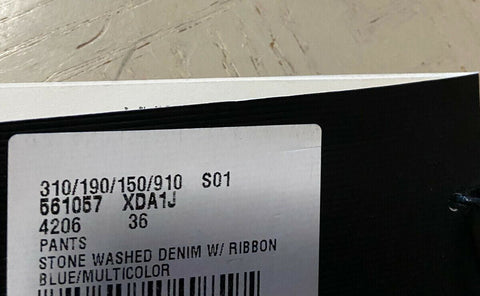 310/190/150/910 S01
561057 XDA1J
4206 36
PANTS
STONE WASHED DENIM W/ RIBBON
BLUE/MULTICOLOR